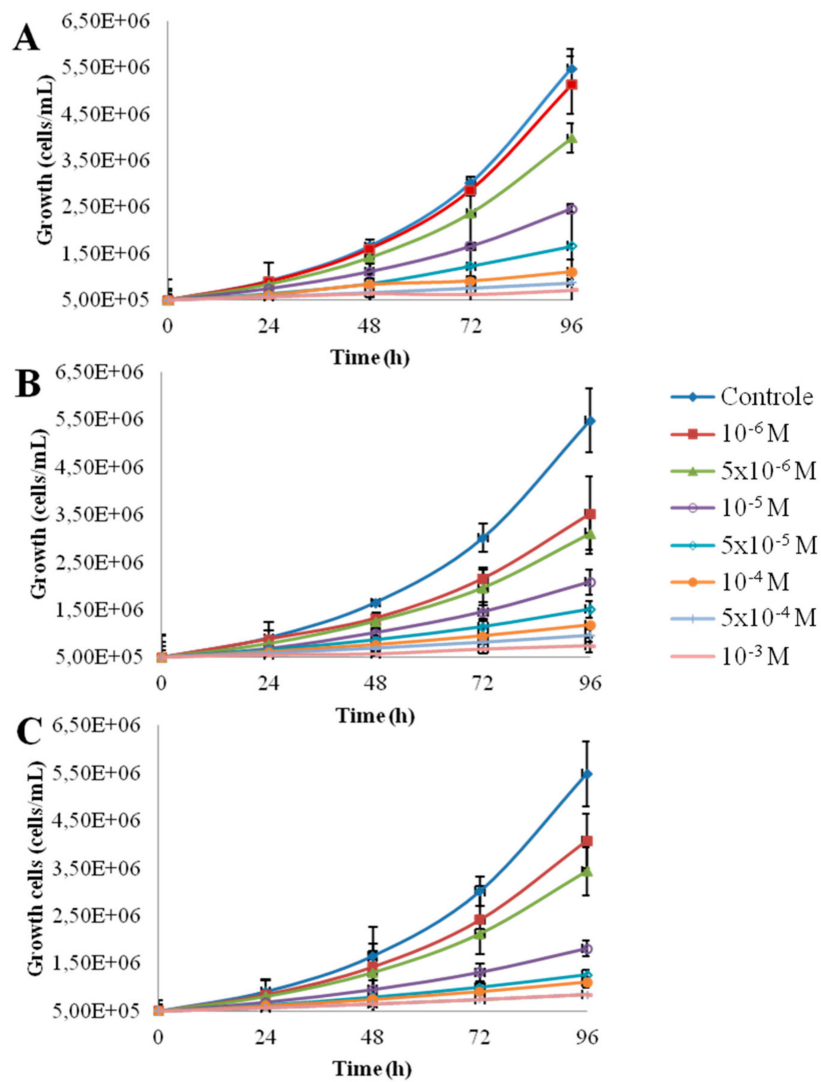 A
Growth (cells/mL)
6,50E+06
5,50E+06
4,50E+06
3,50E+06
2,50E+06
1,50E+06
5,00E+05
0 24 48 72 96
Time (h)
B
Growth (cells/mL)
6,50E+06
5,50E+06
4,50E+06
3,50E+06
2,50E+06
1,50E+06
5,00E+05
0 24 48 72 96
Time (h)
Controle
10⁻⁶ M
5x10⁻⁶ M
10⁻⁵ M
5x10⁻⁵ M
10⁻⁴ M
5x10⁻⁴ M
10⁻³ M
C
Growth cells (cells/mL)
6,50E+06
5,50E+06
4,50E+06
3,50E+06
2,50E+06
1,50E+06
5,00E+05
0 24 48 72 96
Time (h)